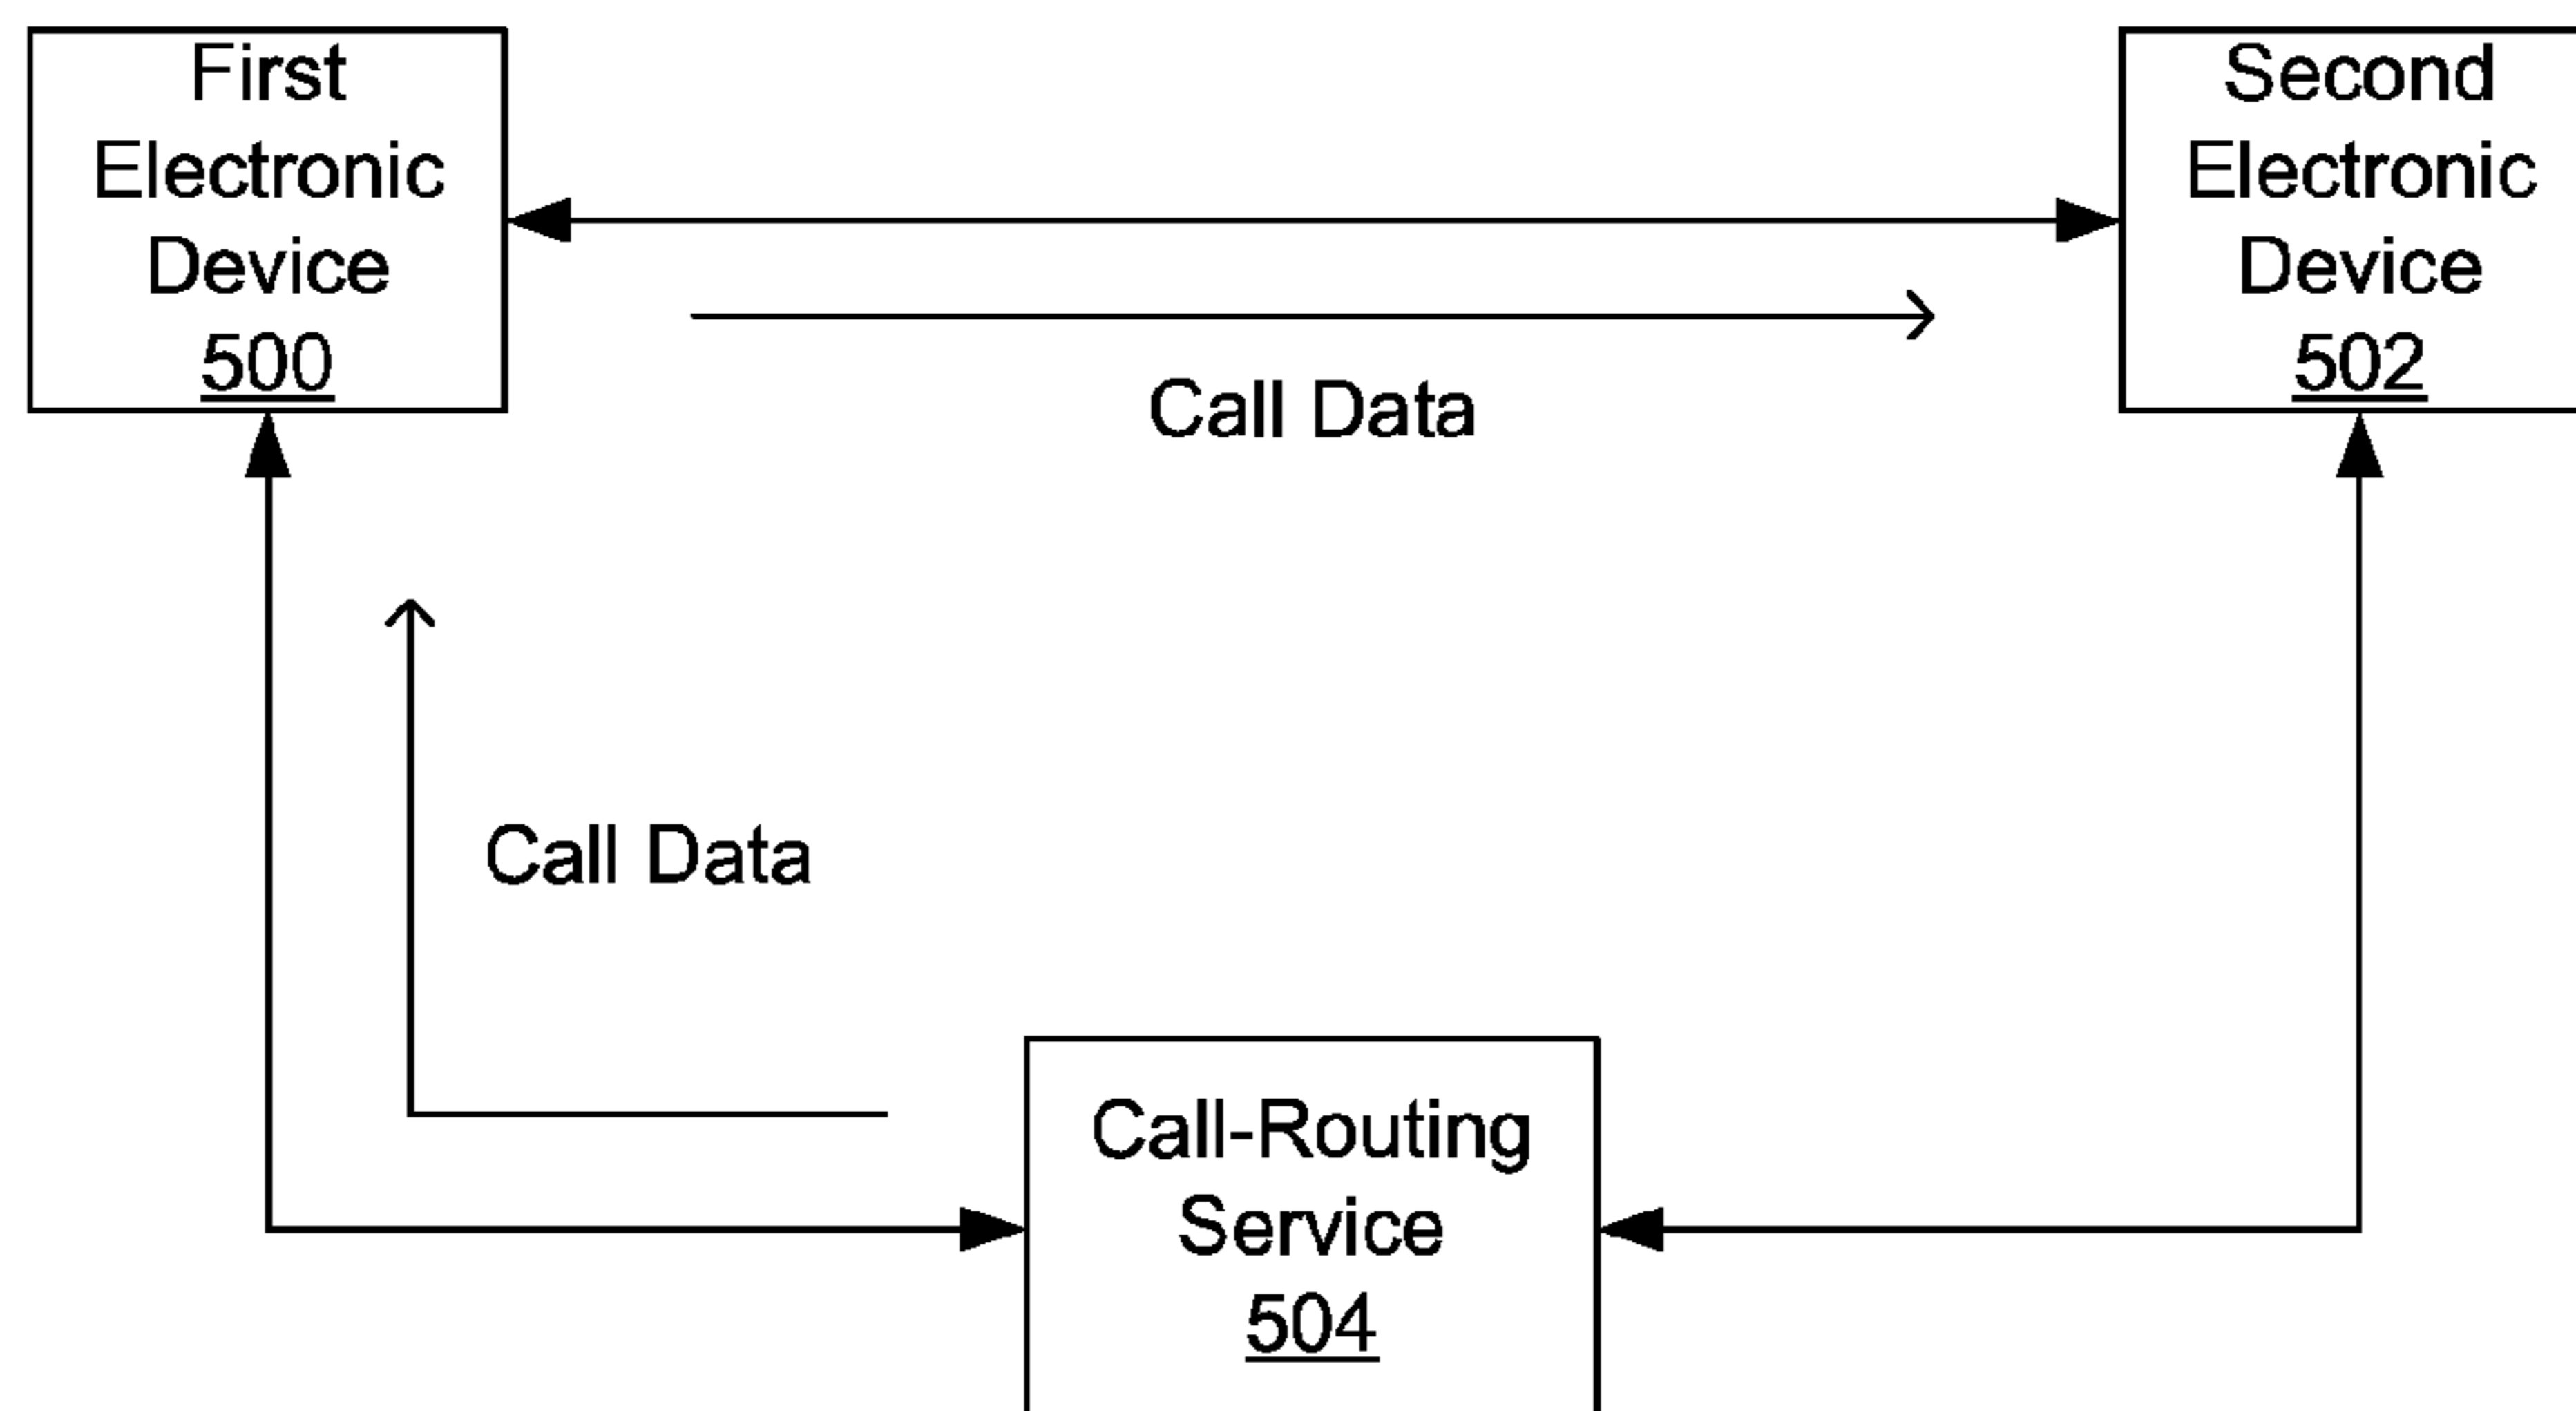 First
Electronic
Device
500
Second
Electronic
Device
502
Call Data
Call Data
Call-Routing
Service
504